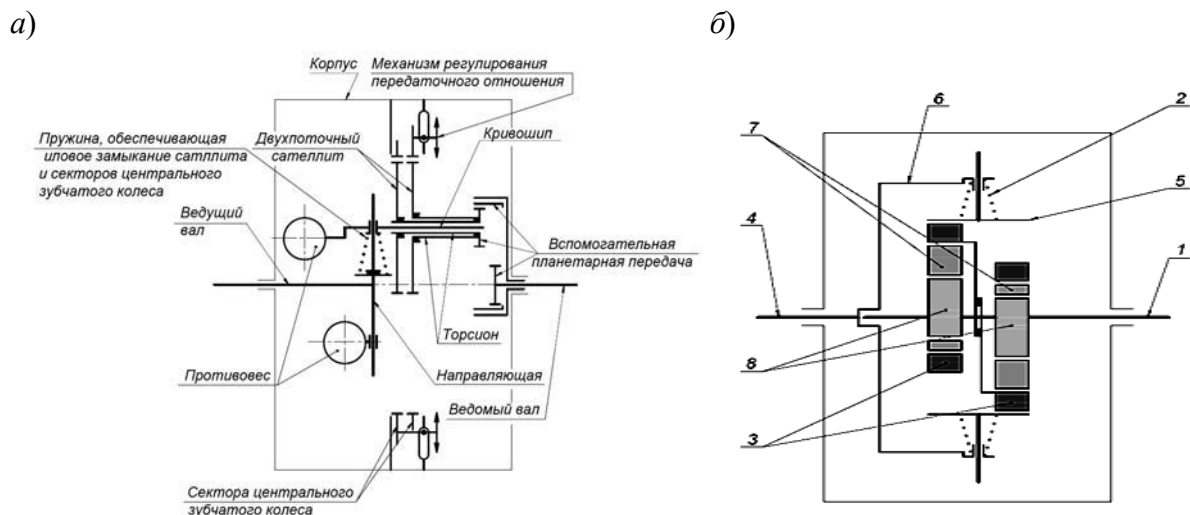 а)
Корпус
Механизм регулирования
передаточного отношения
Пружина, обеспечивающая
иловое замыкание сатллита
и секторов центрального
зубчатого колеса
Двухпоточный
сателлит
Кривошип
Ведущий
вал
Вспомогательная
планетарная передача
Торсион
Противовес
Направляющая
Ведомый вал
Сектора центрального
зубчатого колеса
б)
6
2
7
5
4
1
8
3